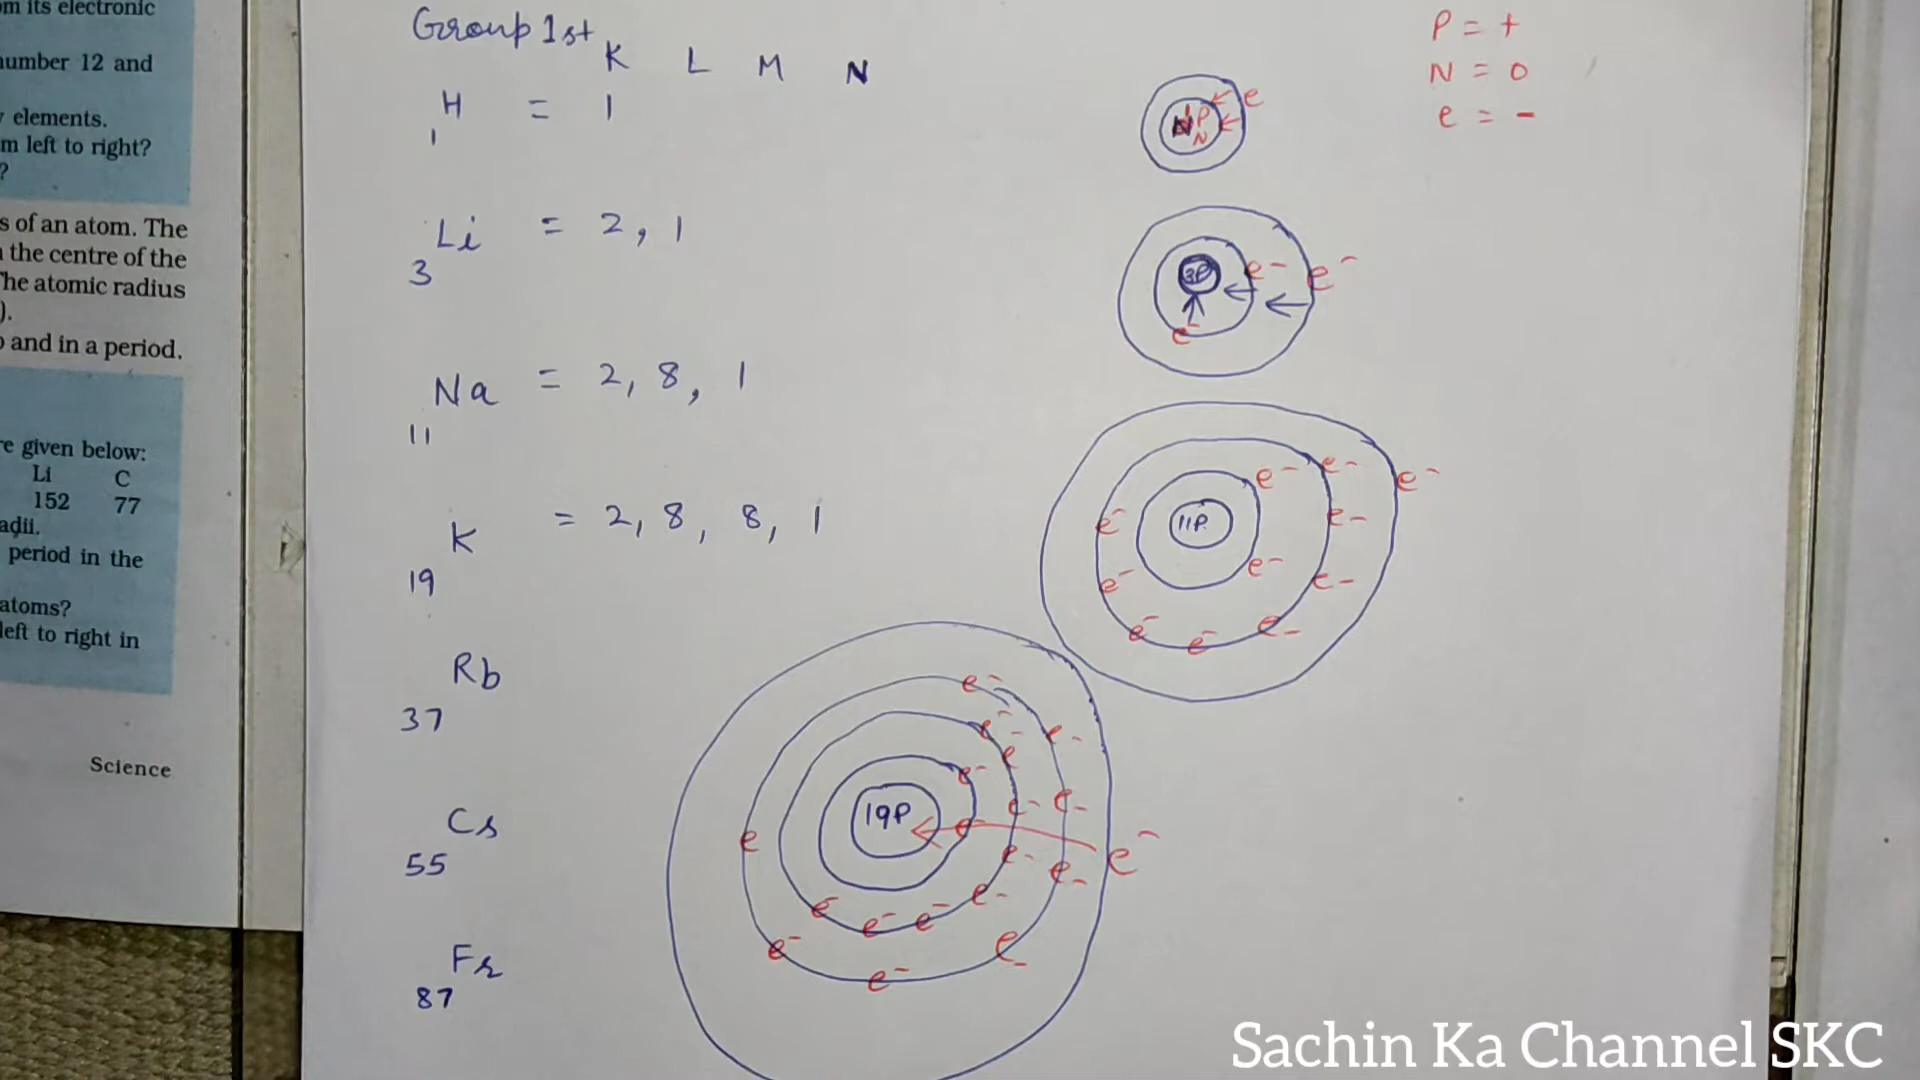 m its electronic
number 12 and
elements.
m left to right?
?
s of an atom. The
the centre of the
he atomic radius
).
and in a period.
re given below:
Li C
152 77
adii.
period in the
atoms?
left to right in
Science
Group 1st
K L M N
H = 1
1
Li = 2, 1
3
Na = 2, 8, 1
11
K = 2, 8, 8, 1
19
Rb
37
Cs
55
Fr
87
P = +
N = 0
e = -
e
P
N
N
3P
e-
e-
e-
11P
e-
e-
e-
e-
e-
e-
e-
e-
e-
e-
e-
19P
e-
e-
e-
e
e-
e-
e-
e-
e-
e-
e-
e-
e-
e-
e-
e-
e-
e
e-
Sachin Ka Channel SKC